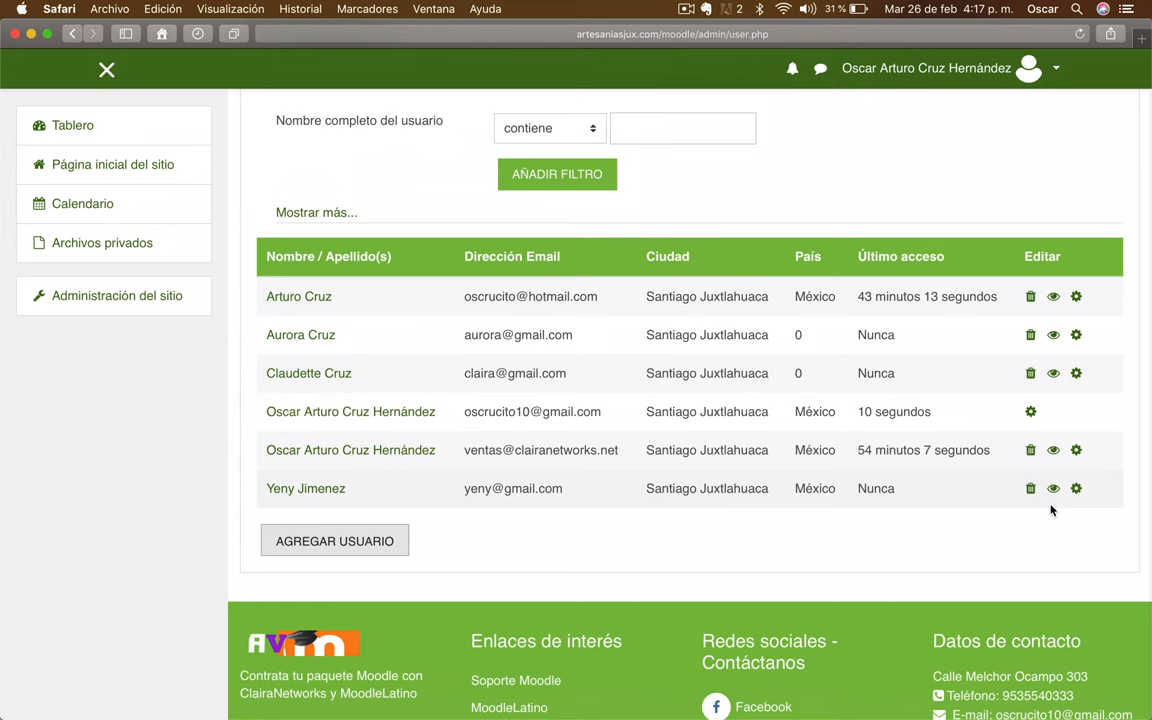 Safari Archivo Edición Visualización Historial Marcadores Ventana Ayuda 2 31% Mar 26 de feb 4:17 p. m. Oscar
artesaniasjux.com/moodle/admin/user.php
Oscar Arturo Cruz Hernández
Tablero
Página inicial del sitio
Calendario
Archivos privados
Administración del sitio
Nombre completo del usuario contiene
AÑADIR FILTRO
Mostrar más...
Nombre / Apellido(s) Dirección Email Ciudad País Último acceso Editar
Arturo Cruz oscrucito@hotmail.com Santiago Juxtlahuaca México 43 minutos 13 segundos
Aurora Cruz aurora@gmail.com Santiago Juxtlahuaca 0 Nunca
Claudette Cruz claira@gmail.com Santiago Juxtlahuaca 0 Nunca
Oscar Arturo Cruz Hernández oscrucito10@gmail.com Santiago Juxtlahuaca México 10 segundos
Oscar Arturo Cruz Hernández ventas@clairanetworks.net Santiago Juxtlahuaca México 54 minutos 7 segundos
Yeny Jimenez yeny@gmail.com Santiago Juxtlahuaca México Nunca
AGREGAR USUARIO
Contrata tu paquete Moodle con
ClairaNetworks y MoodleLatino
Enlaces de interés
Soporte Moodle
MoodleLatino
Redes sociales -
Contáctanos
Facebook
Datos de contacto
Calle Melchor Ocampo 303
Teléfono: 9535540333
E-mail: oscrucito10@gmail.com